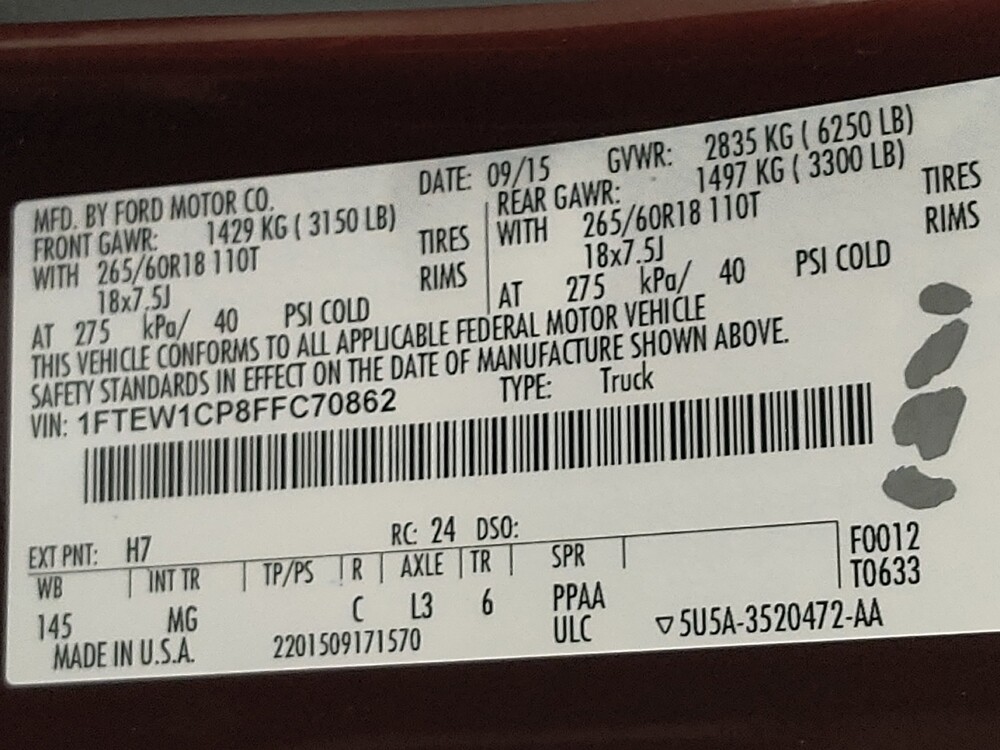 MFD. BY FORD MOTOR CO. DATE: 09/15 GVWR: 2835 KG ( 6250 LB)
FRONT GAWR: 1429 KG ( 3150 LB) REAR GAWR: 1497 KG ( 3300 LB)
WITH 265/60R18 110T TIRES WITH 265/60R18 110T TIRES
18x7.5J RIMS 18x7.5J RIMS
AT 275 kPa/ 40 PSI COLD AT 275 kPa/ 40 PSI COLD
THIS VEHICLE CONFORMS TO ALL APPLICABLE FEDERAL MOTOR VEHICLE
SAFETY STANDARDS IN EFFECT ON THE DATE OF MANUFACTURE SHOWN ABOVE.
VIN: 1FTEW1CP8FFC70862 TYPE: Truck
EXT PNT: H7 RC: 24 DSO:
WB INT TR TP/PS R AXLE TR SPR F0012
145 MG C L3 6 PPAA T0633
MADE IN U.S.A. 2201509171570 ULC ▽5U5A-3520472-AA